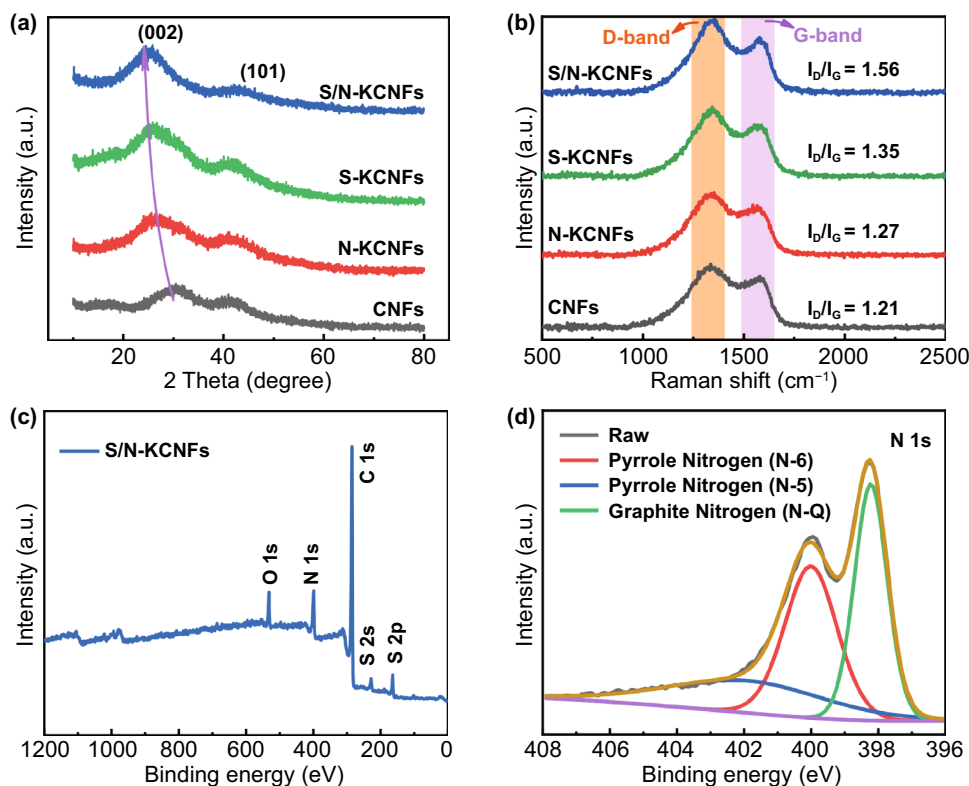 (a)
(002)
(101)
S/N-KCNFs
S-KCNFs
N-KCNFs
CNFs
Intensity (a.u.)
20 40 60 80
2 Theta (degree)
(b)
D-band
G-band
S/N-KCNFs
I_D/I_G = 1.56
S-KCNFs
I_D/I_G = 1.35
N-KCNFs
I_D/I_G = 1.27
CNFs
I_D/I_G = 1.21
Intensity (a.u.)
500 1000 1500 2000 2500
Raman shift (cm⁻¹)
(c)
S/N-KCNFs
O 1s
N 1s
C 1s
S 2s
S 2p
Intensity (a.u.)
1200 1000 800 600 400 200 0
Binding energy (eV)
(d)
N 1s
Raw
Pyrrole Nitrogen (N-6)
Pyrrole Nitrogen (N-5)
Graphite Nitrogen (N-Q)
Intensity (a.u.)
408 406 404 402 400 398 396
Binding energy (eV)